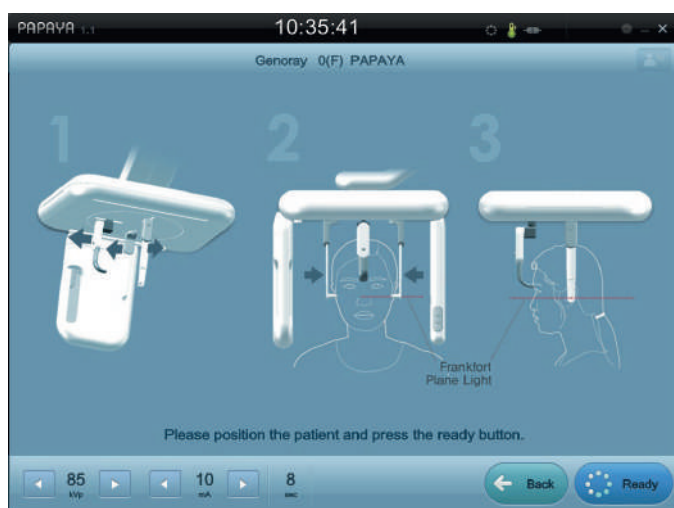 PAPAYA 1.1
10:35:41
Genoray 0(F) PAPAYA
1
2
3
Frankfort
Plane Light
Please position the patient and press the ready button.
85
kVp
10
mA
8
sec
Back
Ready